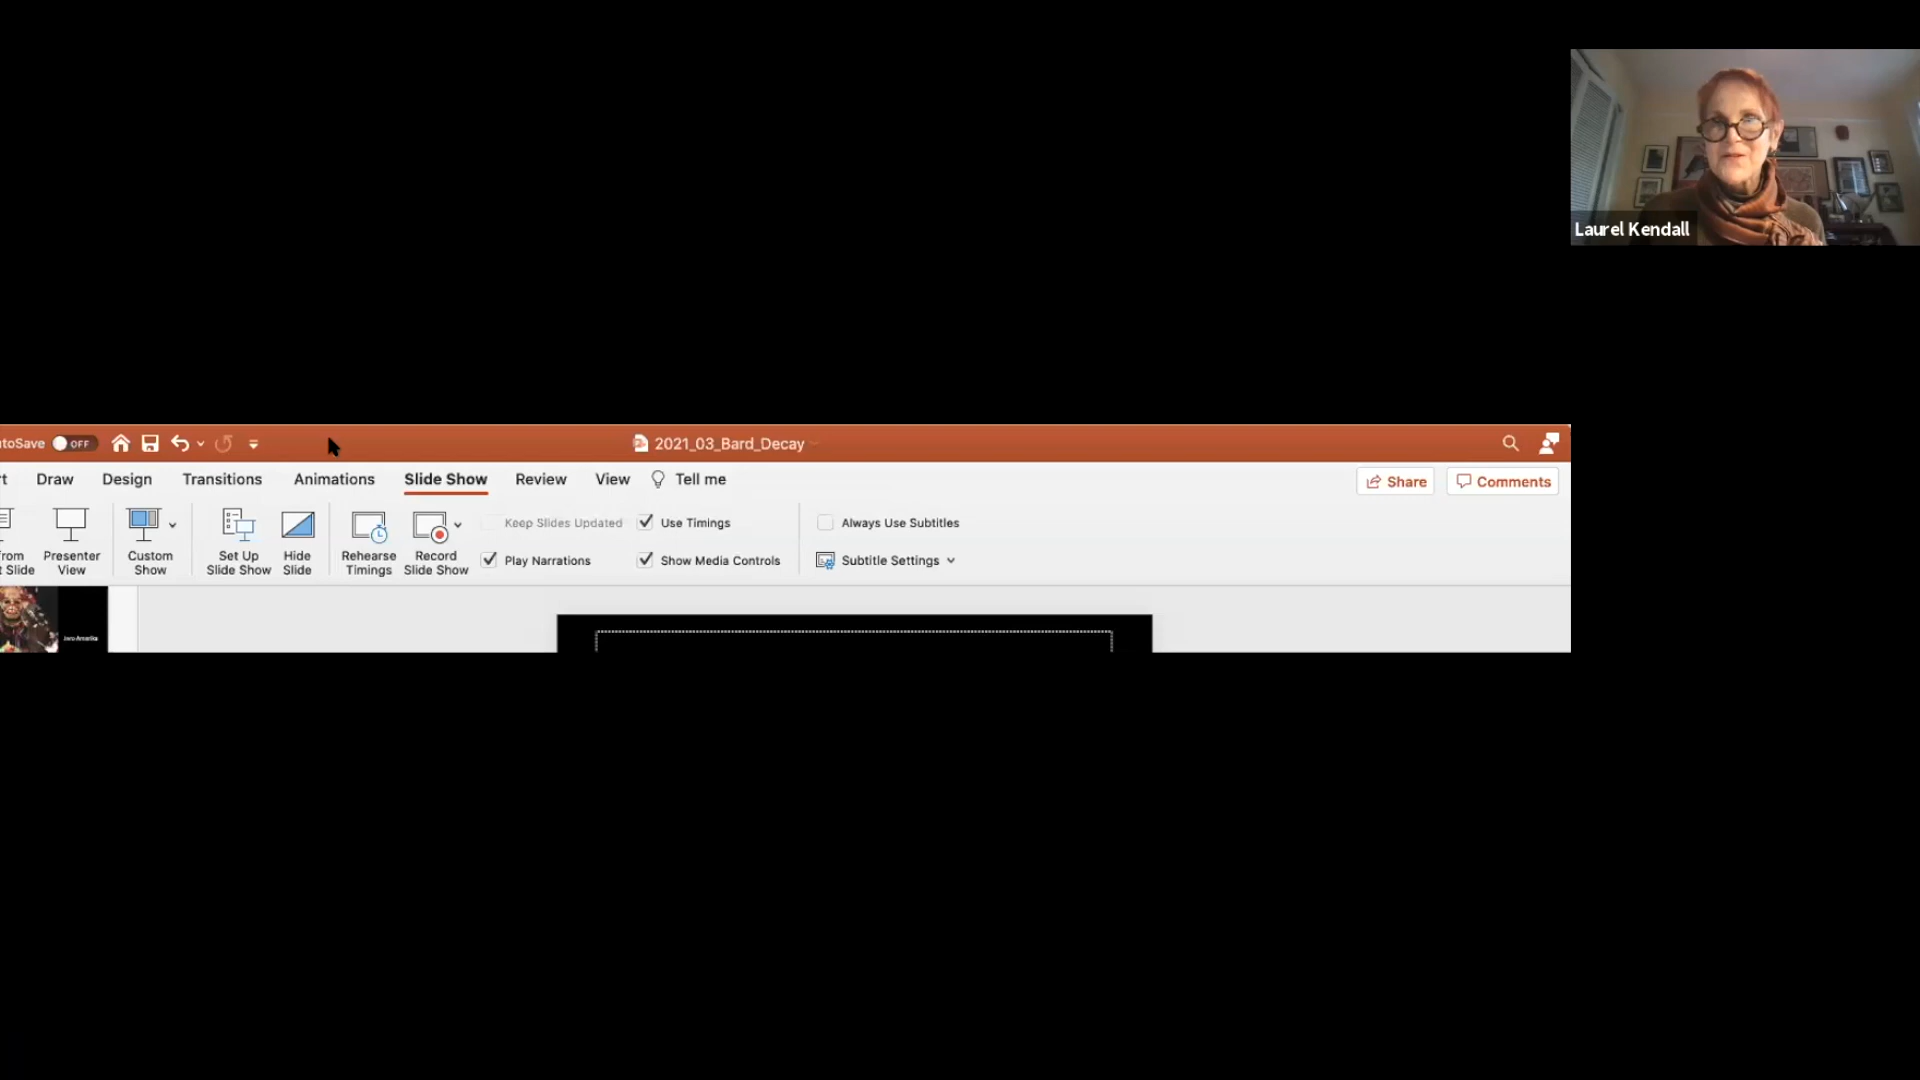 Laurel Kendall
utoSave OFF 2021_03_Bard_Decay
t Draw Design Transitions Animations Slide Show Review View Tell me Share Comments
Keep Slides Updated Use Timings Always Use Subtitles
rom Presenter Custom Set Up Hide Rehearse Record Play Narrations Show Media Controls Subtitle Settings
t Slide View Show Slide Show Slide Timings Slide Show